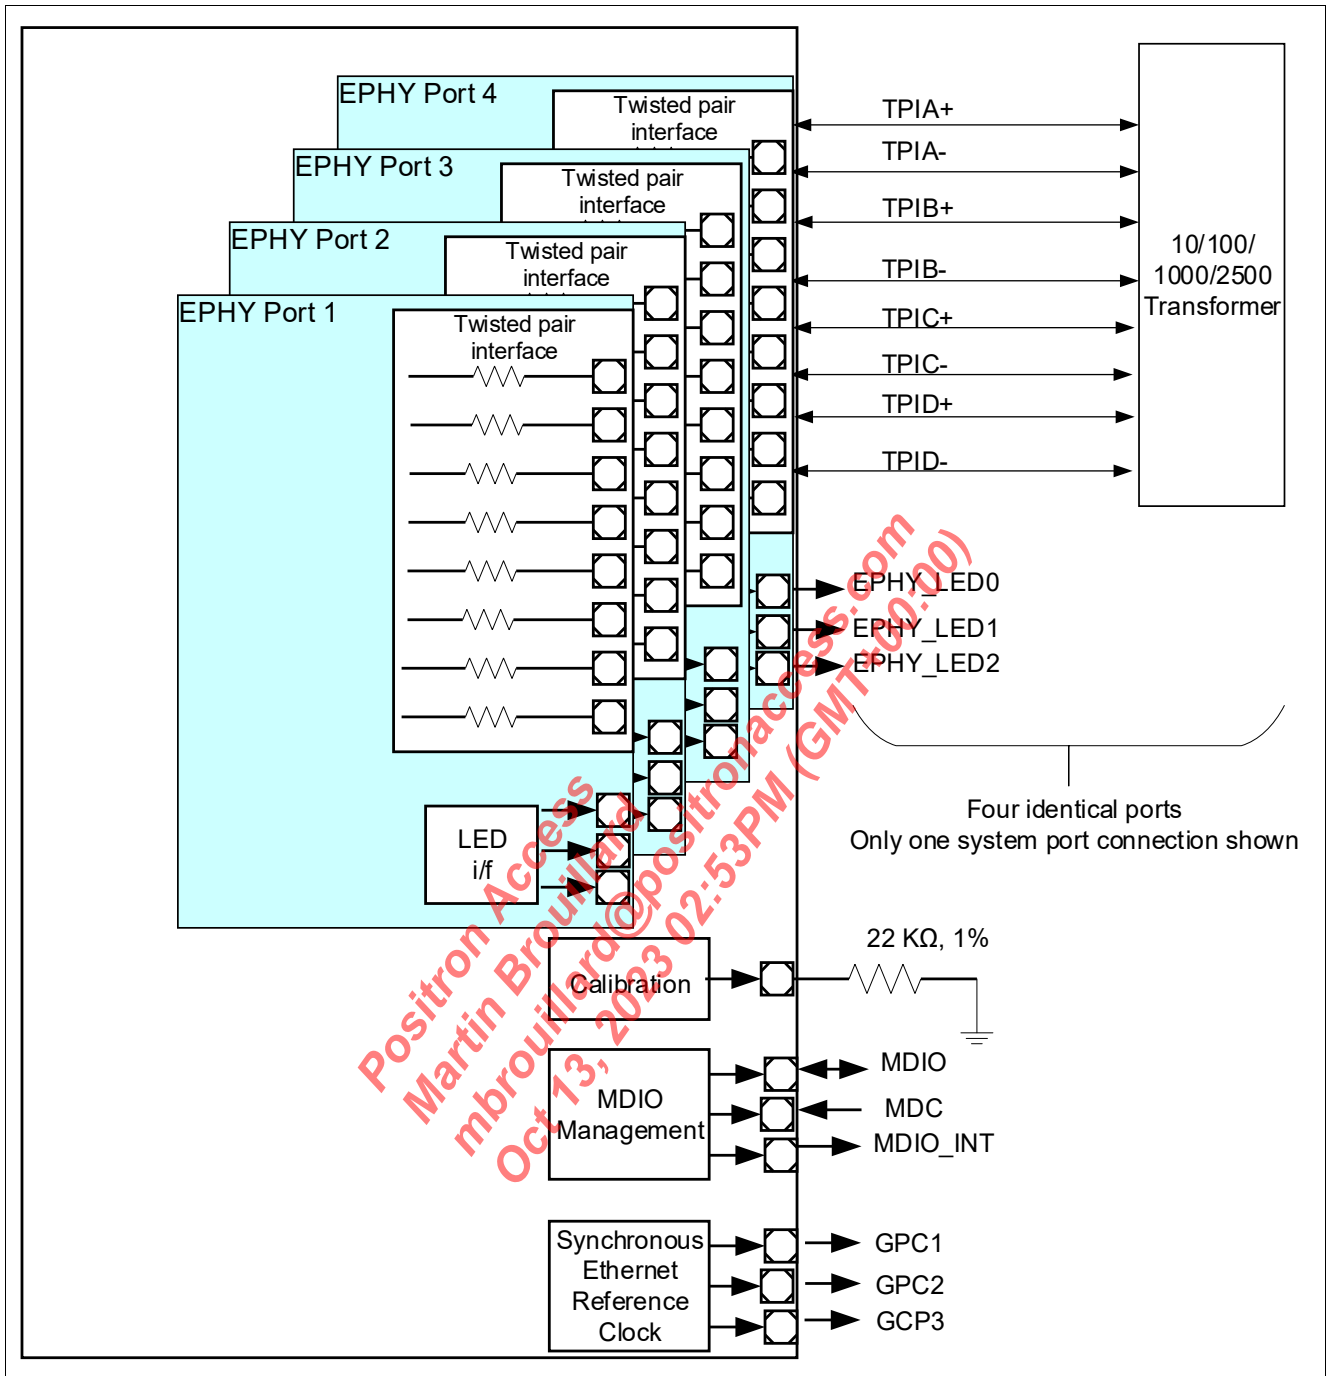 EPHY Port 4
Twisted pair
interface
EPHY Port 3
Twisted pair
interface
EPHY Port 2
Twisted pair
interface
EPHY Port 1
Twisted pair
interface
TPIA+
TPIA-
TPIB+
TPIB-
TPIC+
TPIC-
TPID+
TPID-
10/100/
1000/2500
Transformer
EPHY_LED0
EPHY_LED1
EPHY_LED2
Four identical ports
Only one system port connection shown
LED
i/f
Calibration
22 KΩ, 1%
MDIO
Management
MDIO
MDC
MDIO_INT
Synchronous
Ethernet
Reference
Clock
GPC1
GPC2
GCP3
Positron Access
Martin Brouillard
mbrouillard@positronaccess.com
Oct 13, 2023 02:53PM (GMT+00:00)